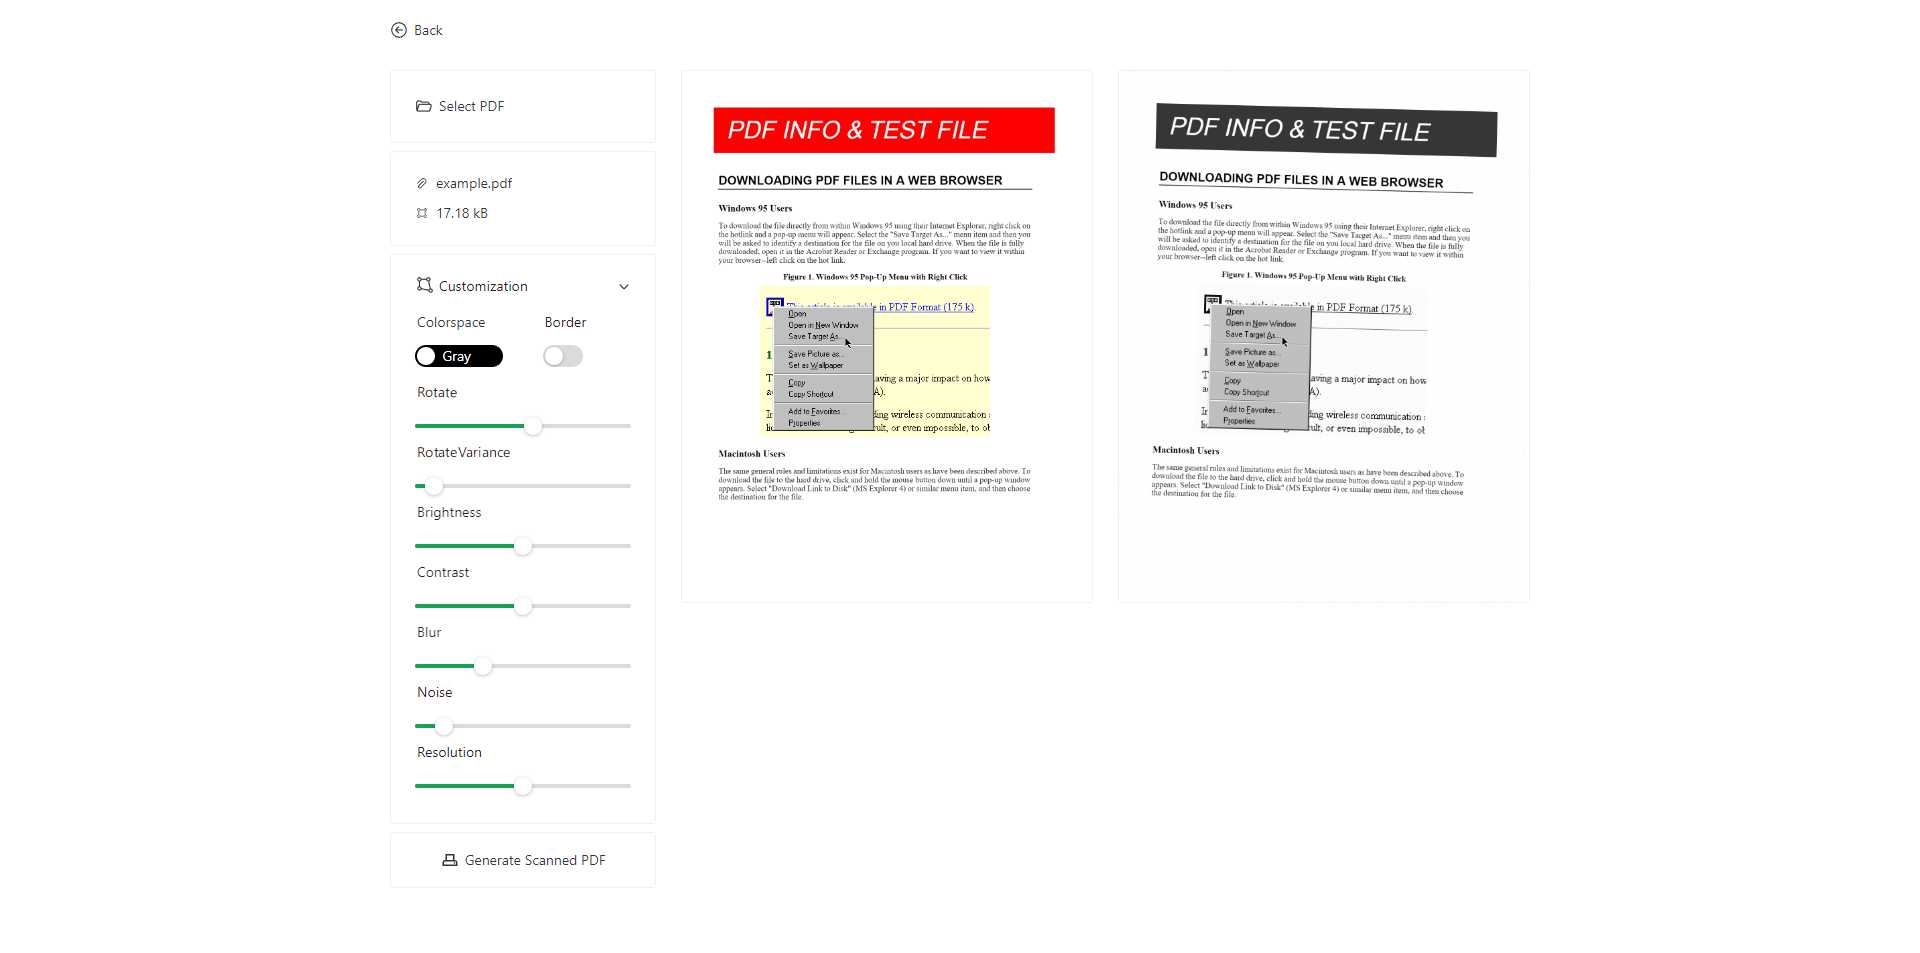 Back
Select PDF
example.pdf
17.18 kB
Customization
Colorspace
Border
Gray
Rotate
RotateVariance
Brightness
Contrast
Blur
Noise
Resolution
Generate Scanned PDF
PDF INFO & TEST FILE
DOWNLOADING PDF FILES IN A WEB BROWSER
Windows 95 Users
To download the file directly from within Windows 95 using their Internet Explorer, right click on
the hotlink and a pop-up menu will appear. Select the "Save Target As..." menu item and then you
will be asked to identify a destination for the file on you local hard drive. When the file is fully
downloaded, open it in the Acrobat Reader or Exchange program. If you want to view it within
your browser--left click on the hot link.
Figure 1. Windows 95 Pop-Up Menu with Right Click
This article is available in PDF Format (175 k)
Open
Open in New Window
Save Target As...
Save Picture as...
Set as Wallpaper
Copy
Copy Shortcut
Add to Favorites...
Properties
1
aving a major impact on how
A).
ding wireless communication
ult, or even impossible, to ob
Macintosh Users
The same general rules and limitations exist for Macintosh users as have been described above. To
download the file to the hard drive, click and hold the mouse button down until a pop-up window
appears. Select "Download Link to Disk" (MS Explorer 4) or similar menu item, and then choose
the destination for the file.
PDF INFO & TEST FILE
DOWNLOADING PDF FILES IN A WEB BROWSER
Windows 95 Users
To download the file directly from within Windows 95 using their Internet Explorer, right click on
the hotlink and a pop-up menu will appear. Select the "Save Target As..." menu item and then you
will be asked to identify a destination for the file on you local hard drive. When the file is fully
downloaded, open it in the Acrobat Reader or Exchange program. If you want to view it within
your browser--left click on the hot link.
Figure 1. Windows 95 Pop-Up Menu with Right Click
This article is available in PDF Format (175 k)
Open
Open in New Window
Save Target As...
Save Picture as...
Set as Wallpaper
Copy
Copy Shortcut
Add to Favorites...
Properties
1
aving a major impact on how
A).
ding wireless communication
ult, or even impossible, to ob
Macintosh Users
The same general rules and limitations exist for Macintosh users as have been described above. To
download the file to the hard drive, click and hold the mouse button down until a pop-up window
appears. Select "Download Link to Disk" (MS Explorer 4) or similar menu item, and then choose
the destination for the file.